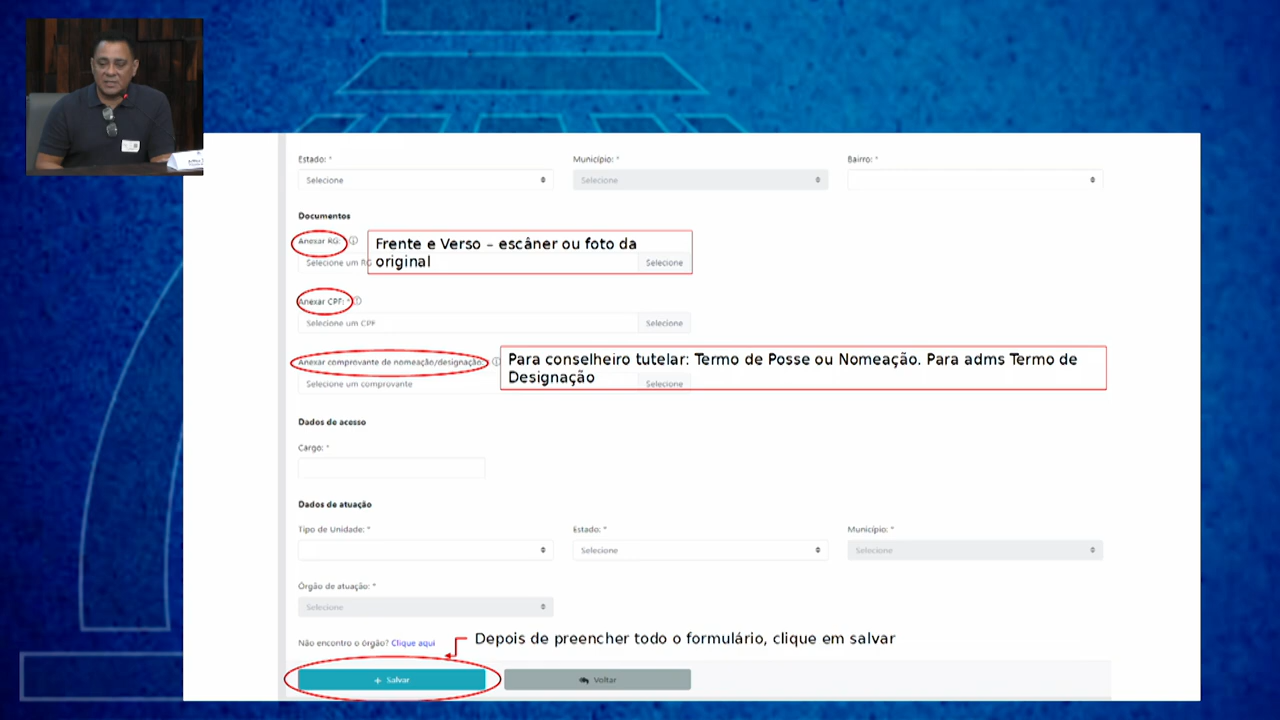 Estado: * Município: * Bairro: *
Selecione Selecione
Documentos
Anexar RG:
Frente e Verso – escâner ou foto da
original
Selecione um RG Selecione
Anexar CPF: *
Selecione um CPF Selecione
Anexar comprovante de nomeação/designação:
Para conselheiro tutelar: Termo de Posse ou Nomeação. Para adms Termo de
Designação
Selecione um comprovante Selecione
Dados de acesso
Cargo: *
Dados de atuação
Tipo de Unidade: * Estado: * Município: *
Selecione Selecione
Órgão de atuação: *
Selecione
Não encontro o órgão? Clique aqui
Depois de preencher todo o formulário, clique em salvar
+ Salvar Voltar